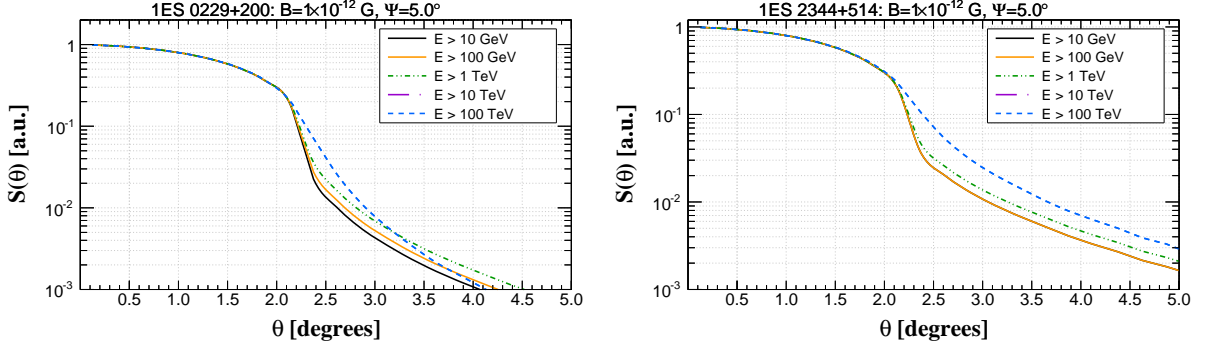 1ES 0229+200: B=1×10⁻¹² G, Ψ=5.0°
S(θ) [a.u.]
1
10⁻¹
10⁻²
10⁻³
E > 10 GeV
E > 100 GeV
E > 1 TeV
E > 10 TeV
E > 100 TeV
0.5 1.0 1.5 2.0 2.5 3.0 3.5 4.0 4.5 5.0
θ [degrees]
1ES 2344+514: B=1×10⁻¹² G, Ψ=5.0°
S(θ) [a.u.]
1
10⁻¹
10⁻²
10⁻³
E > 10 GeV
E > 100 GeV
E > 1 TeV
E > 10 TeV
E > 100 TeV
0.5 1.0 1.5 2.0 2.5 3.0 3.5 4.0 4.5 5.0
θ [degrees]